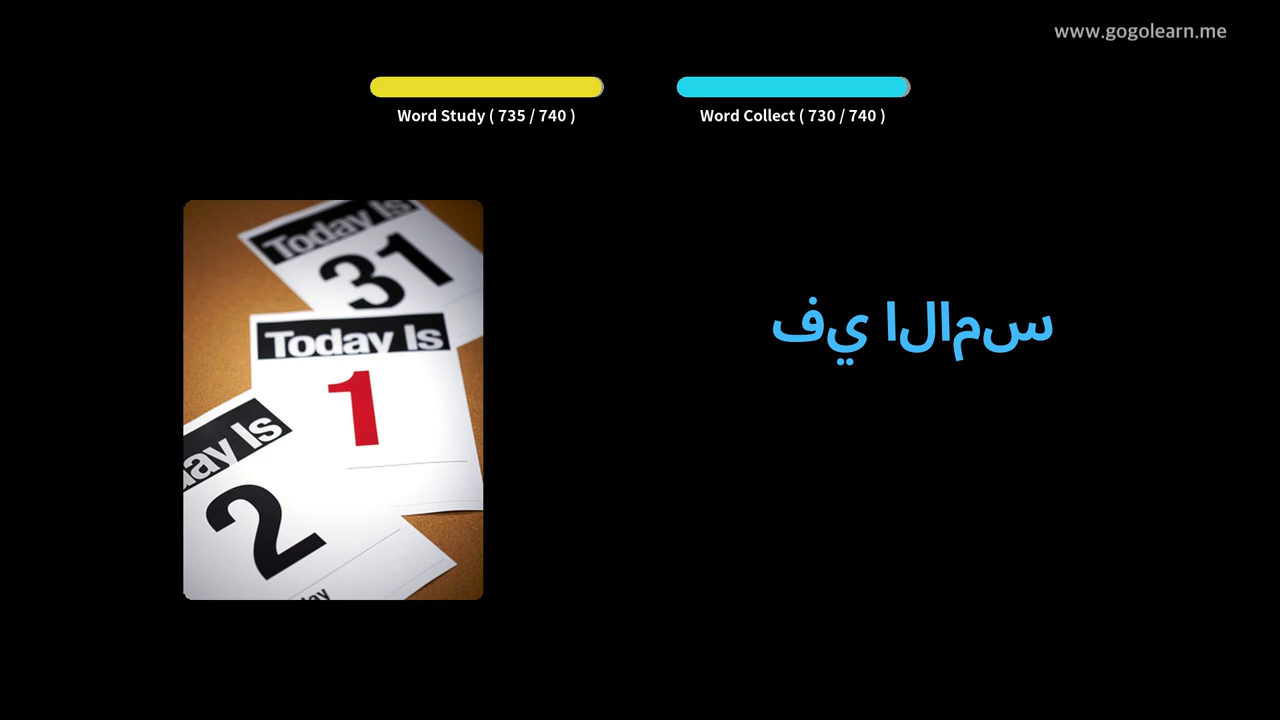 www.gogolearn.me
Word Study ( 735 / 740 )
Word Collect ( 730 / 740 )
Today Is
31
Today Is
1
ay Is
2
في الامس